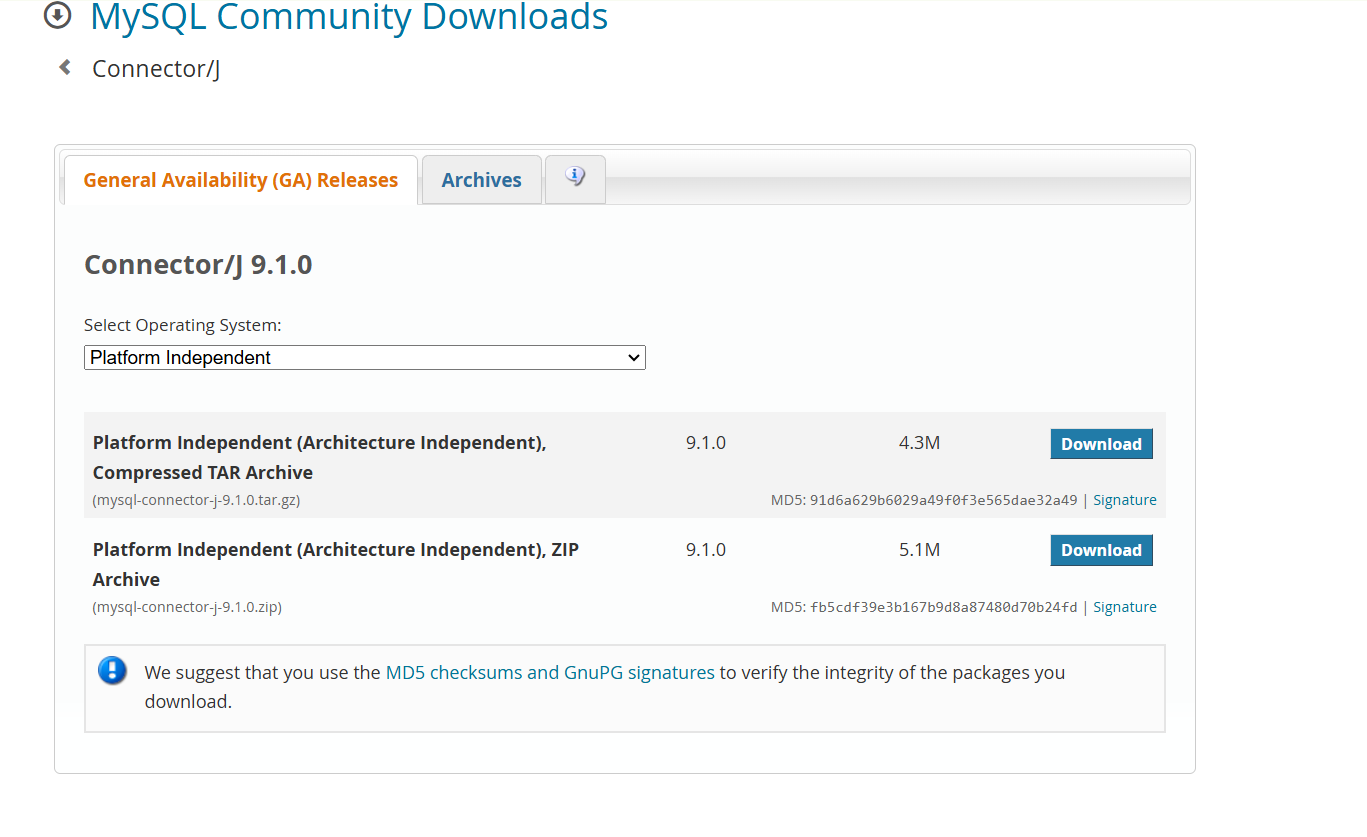 MySQL Community Downloads
Connector/J
General Availability (GA) Releases
Archives
Connector/J 9.1.0
Select Operating System:
Platform Independent
Platform Independent (Architecture Independent), 9.1.0 4.3M Download
Compressed TAR Archive
(mysql-connector-j-9.1.0.tar.gz) MD5: 91d6a629b6029a49f0f3e565dae32a49 | Signature
Platform Independent (Architecture Independent), ZIP 9.1.0 5.1M Download
Archive
(mysql-connector-j-9.1.0.zip) MD5: fb5cdf39e3b167b9d8a87480d70b24fd | Signature
We suggest that you use the MD5 checksums and GnuPG signatures to verify the integrity of the packages you
download.